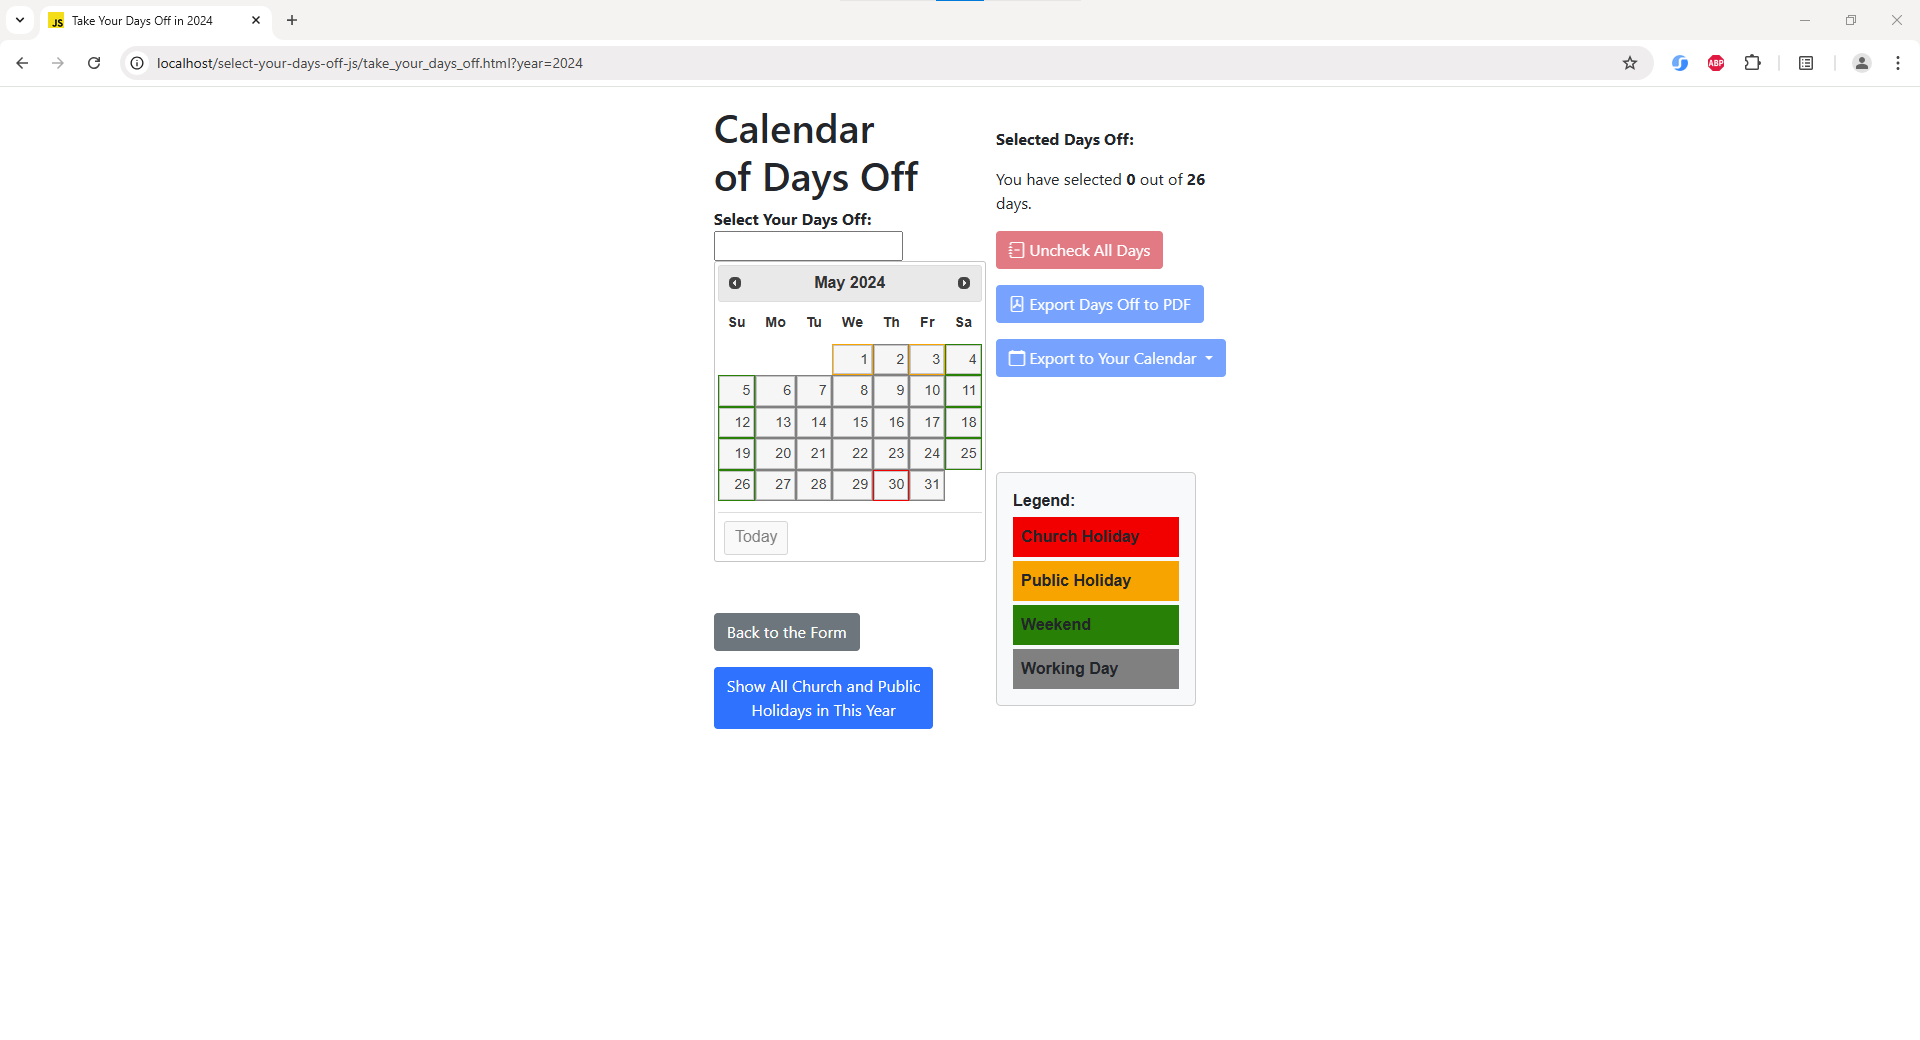 Take Your Days Off in 2024
localhost/select-your-days-off-js/take_your_days_off.html?year=2024
Calendar
of Days Off
Select Your Days Off:
May 2024
Su Mo Tu We Th Fr Sa
1 2 3 4
5 6 7 8 9 10 11
12 13 14 15 16 17 18
19 20 21 22 23 24 25
26 27 28 29 30 31
Today
Back to the Form
Show All Church and Public
Holidays in This Year
Selected Days Off:
You have selected 0 out of 26
days.
Uncheck All Days
Export Days Off to PDF
Export to Your Calendar
Legend:
Church Holiday
Public Holiday
Weekend
Working Day
JS
ABP